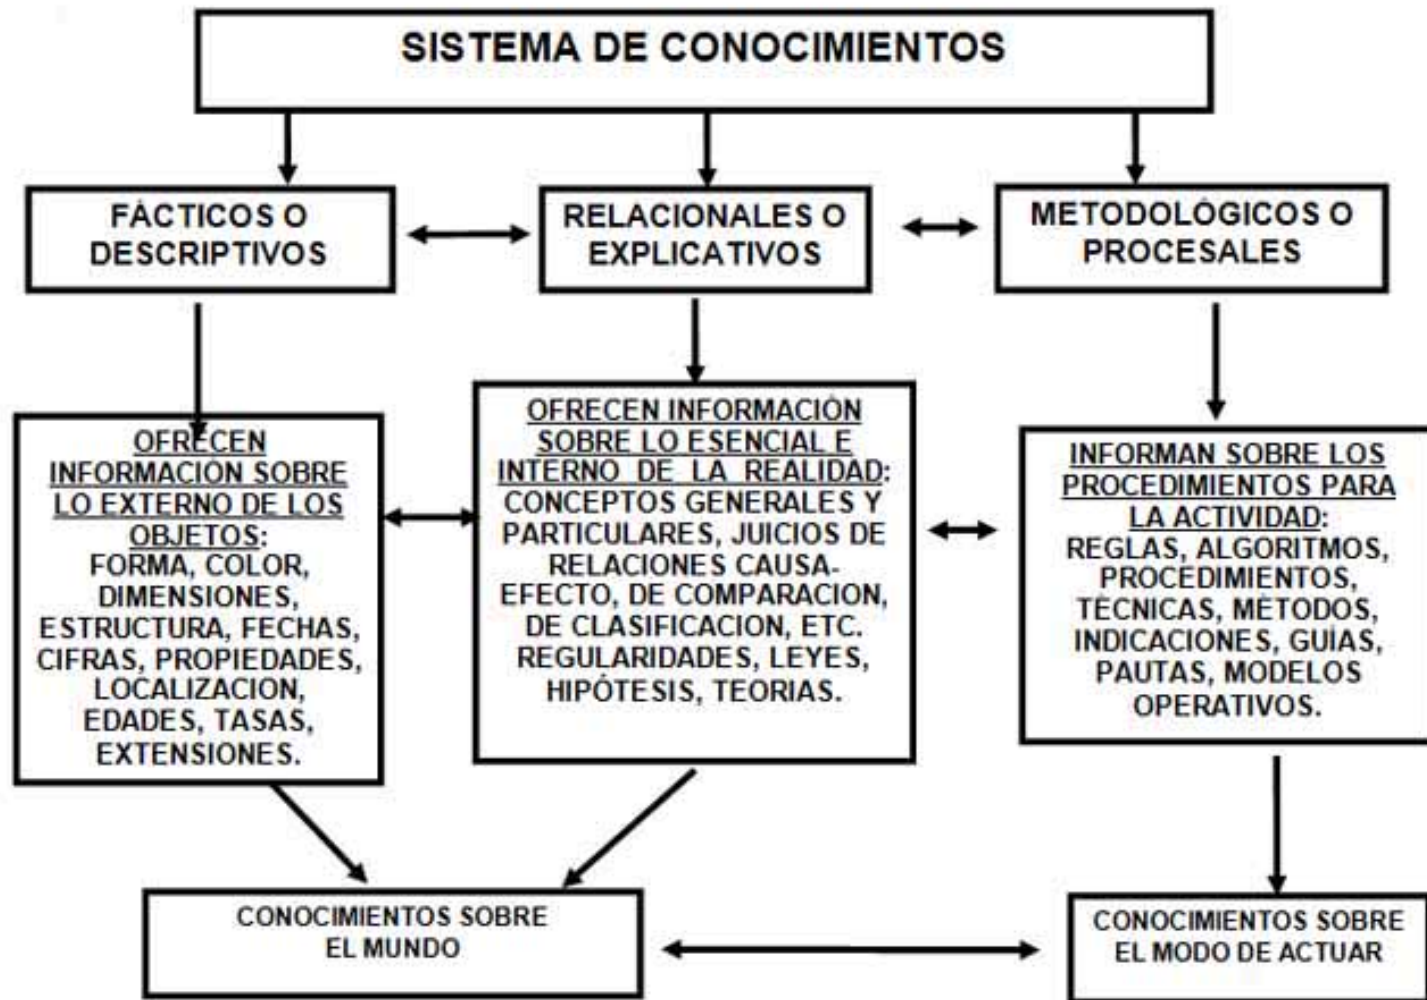 SISTEMA DE CONOCIMIENTOS
FÁCTICOS O
DESCRIPTIVOS
RELACIONALES O
EXPLICATIVOS
METODOLÓGICOS O
PROCESALES
OFRECEN
INFORMACIÓN SOBRE
LO EXTERNO DE LOS
OBJETOS:
FORMA, COLOR,
DIMENSIONES,
ESTRUCTURA, FECHAS,
CIFRAS, PROPIEDADES,
LOCALIZACION,
EDADES, TASAS,
EXTENSIONES.
OFRECEN INFORMACIÓN
SOBRE LO ESENCIAL E
INTERNO DE LA REALIDAD:
CONCEPTOS GENERALES Y
PARTICULARES, JUICIOS DE
RELACIONES CAUSA-
EFECTO, DE COMPARACION,
DE CLASIFICACION, ETC.
REGULARIDADES, LEYES,
HIPÓTESIS, TEORIAS.
INFORMAN SOBRE LOS
PROCEDIMIENTOS PARA
LA ACTIVIDAD:
REGLAS, ALGORITMOS,
PROCEDIMIENTOS,
TÉCNICAS, MÉTODOS,
INDICACIONES, GUÍAS,
PAUTAS, MODELOS
OPERATIVOS.
CONOCIMIENTOS SOBRE
EL MUNDO
CONOCIMIENTOS SOBRE
EL MODO DE ACTUAR